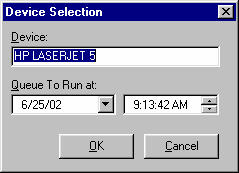 Device Selection
Device:
HP LASERJET 5
Queue To Run at:
6/25/02 9:13:42 AM
OK Cancel